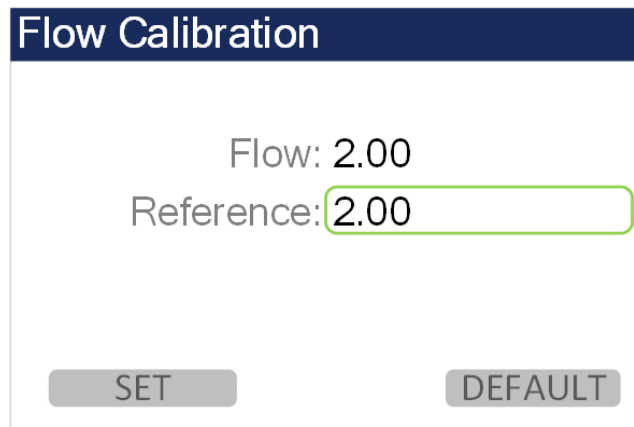 Flow Calibration
Flow: 2.00
Reference: 2.00
SET DEFAULT